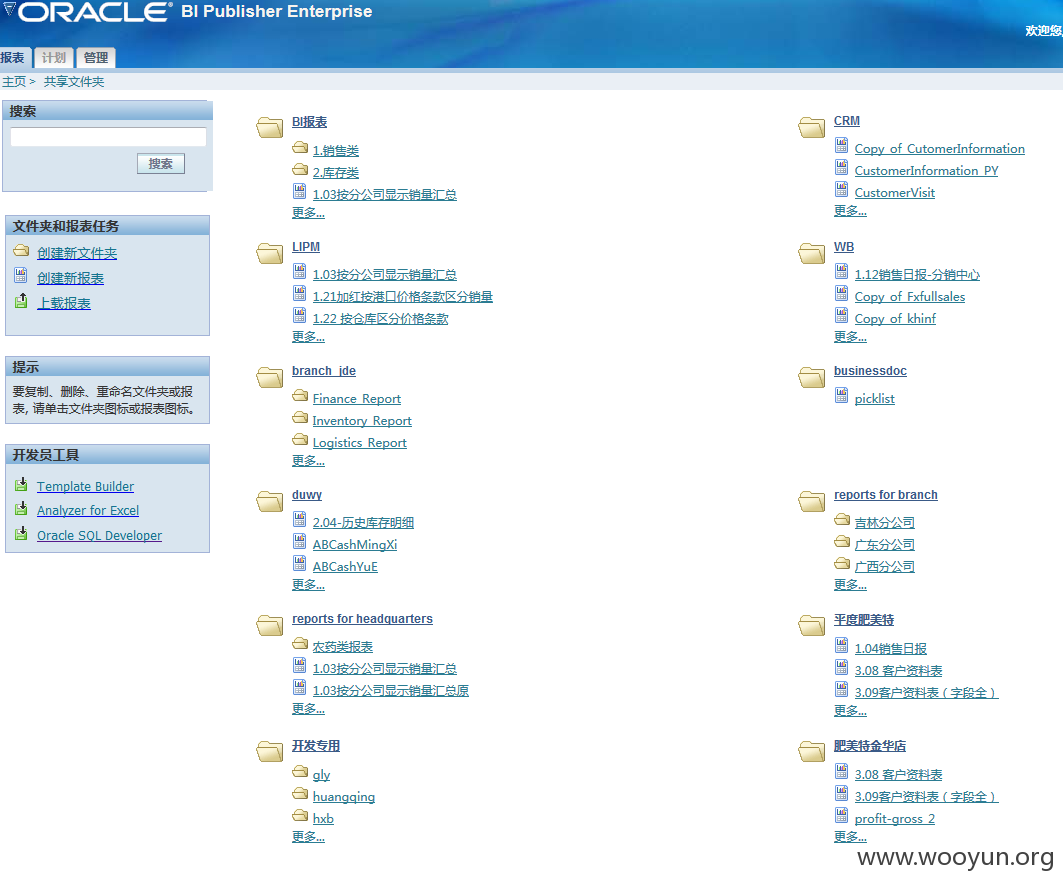 ORACLE® BI Publisher Enterprise
欢迎您
报表 计划 管理
主页 > 共享文件夹
搜索
搜索
文件夹和报表任务
创建新文件夹
创建新报表
上载报表
提示
要复制、删除、重命名文件夹或报
表, 请单击文件夹图标或报表图标。
开发员工具
Template Builder
Analyzer for Excel
Oracle SQL Developer
BI报表
1.销售类
2.库存类
1.03按分公司显示销量汇总
更多...
CRM
Copy of CutomerInformation
CustomerInformation PY
CustomerVisit
更多...
LIPM
1.03按分公司显示销量汇总
1.21加红按港口价格条款区分销量
1.22 按仓库区分价格条款
更多...
WB
1.12销售日报-分销中心
Copy of Fxfullsales
Copy of khinf
更多...
branch_jde
Finance Report
Inventory Report
Logistics Report
更多...
businessdoc
picklist
duwy
2.04-历史库存明细
ABCashMingXi
ABCashYuE
更多...
reports for branch
吉林分公司
广东分公司
广西分公司
更多...
reports for headquarters
农药类报表
1.03按分公司显示销量汇总
1.03按分公司显示销量汇总原
更多...
平度肥美特
1.04销售日报
3.08 客户资料表
3.09客户资料表（字段全）
更多...
开发专用
gly
huangqing
hxb
更多...
肥美特金华店
3.08 客户资料表
3.09客户资料表（字段全）
profit-gross_2
更多...
www.wooyun.org